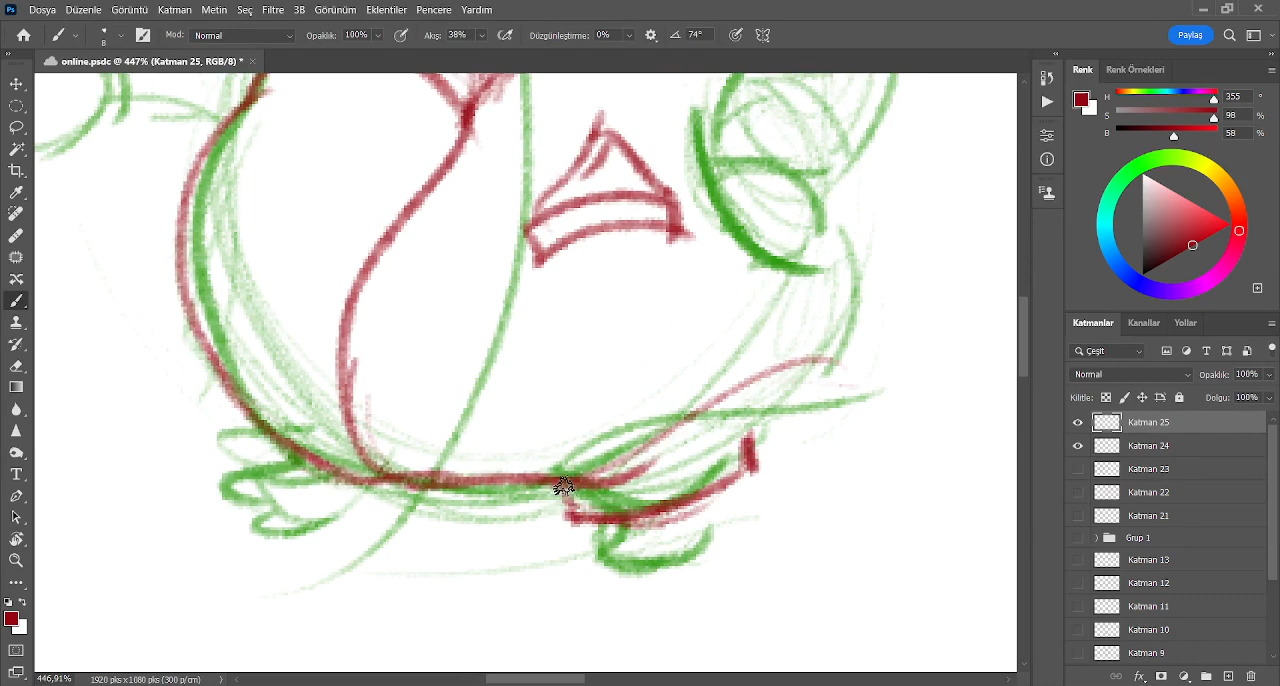 Ps Dosya Düzenle Görüntü Katman Metin Seç Filtre 3B Görünüm Eklentiler Pencere Yardım
8 Mod: Normal Opaklık: 100% Akış: 38% Düzgünleştirme: 0% 74° Paylaş
online.psdc @ 447% (Katman 25, RGB/8) *
Renk Renk Örnekleri
H 355 °
S 98 %
B 58 %
Katmanlar Kanallar Yollar
Çeşit
Normal Opaklık: 100%
Kilitle: Dolgu: 100%
Katman 25
Katman 24
Katman 23
Katman 22
Katman 21
Grup 1
Katman 13
Katman 12
Katman 11
Katman 10
Katman 9
446,91% 1920 pks x 1080 pks (300 p/cm)
fx